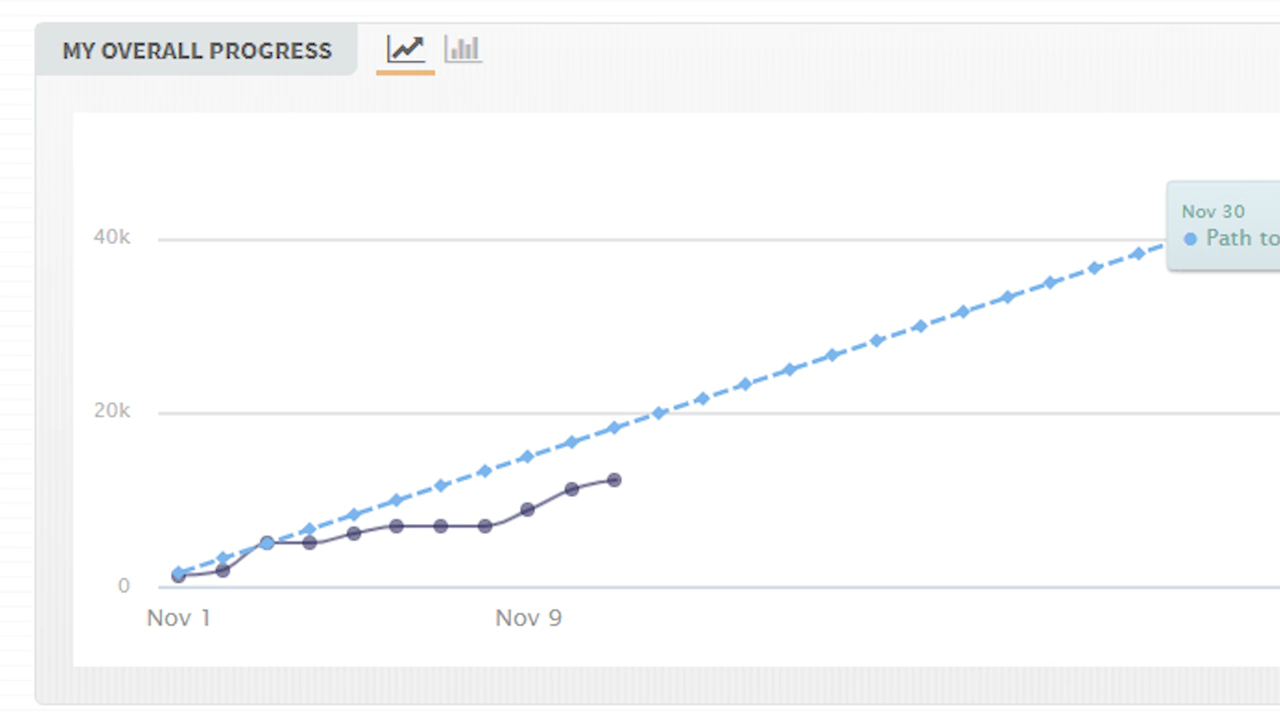 MY OVERALL PROGRESS
Nov 30
Path to
40k
20k
0
Nov 1
Nov 9